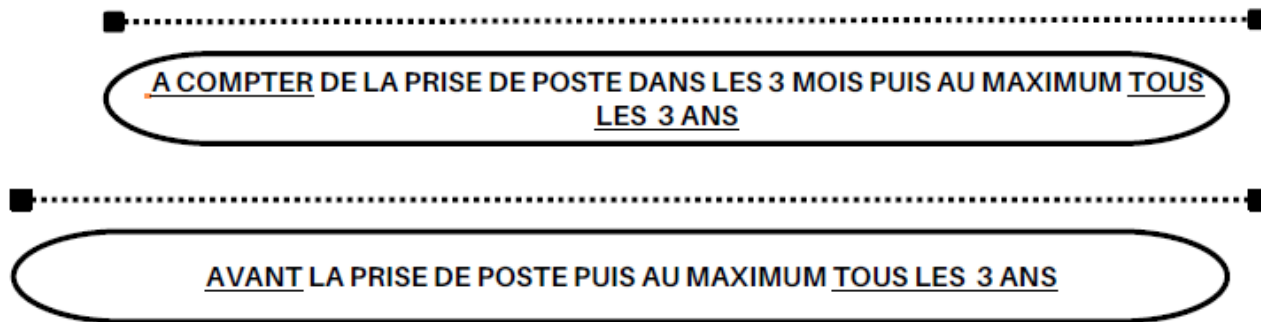 A COMPTER DE LA PRISE DE POSTE DANS LES 3 MOIS PUIS AU MAXIMUM TOUS
LES 3 ANS
AVANT LA PRISE DE POSTE PUIS AU MAXIMUM TOUS LES 3 ANS